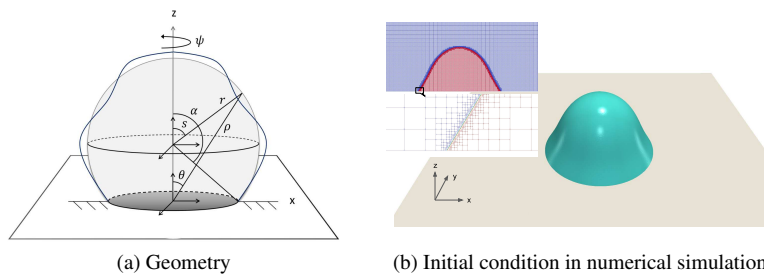 z
ψ
r
α
s
ρ
θ
x
(a) Geometry
z
y
x
(b) Initial condition in numerical simulation